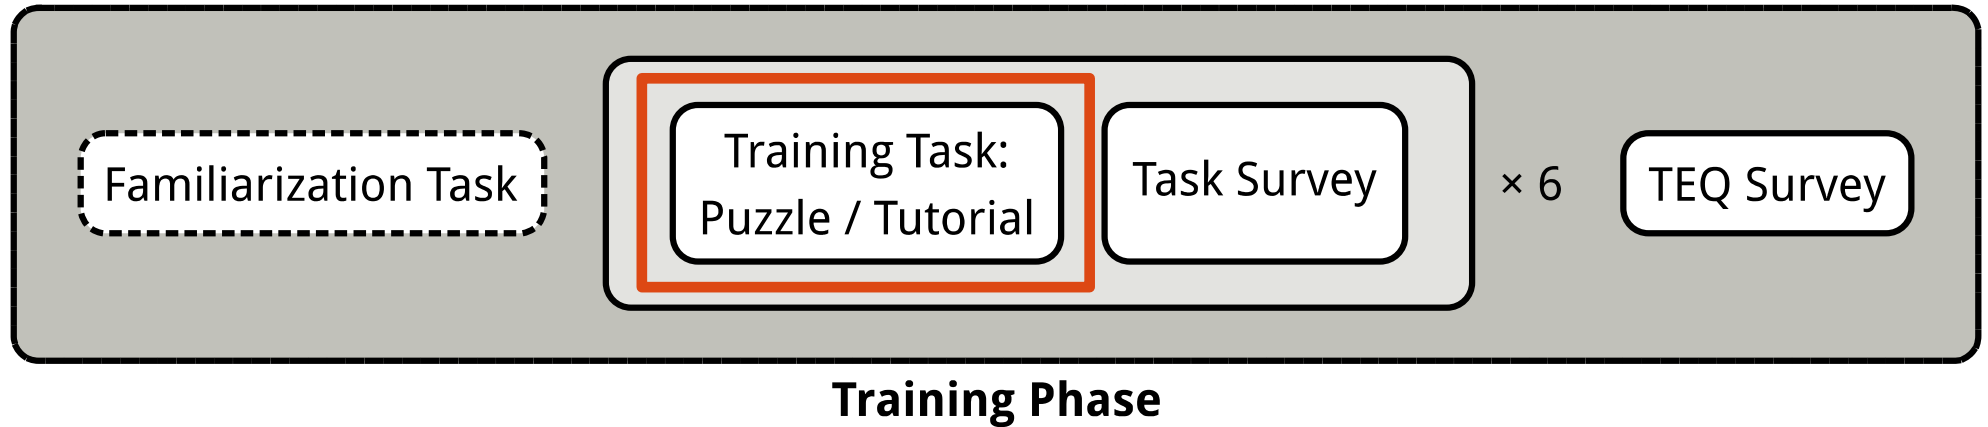 Familiarization Task
Training Task:
Puzzle / Tutorial
Task Survey
× 6
TEQ Survey
Training Phase